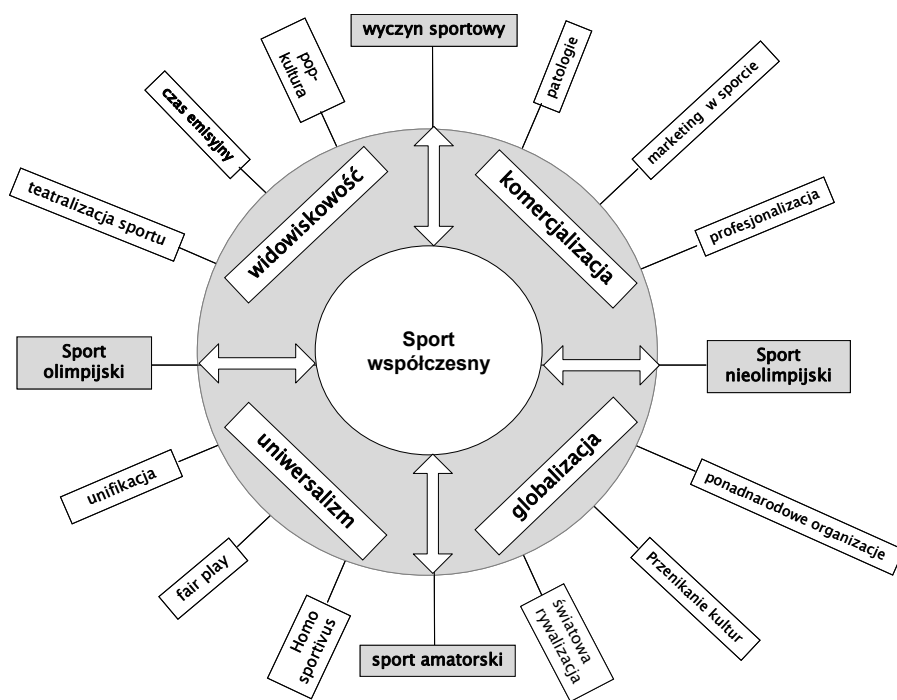 wyczyn sportowy
pop-
kultura
patologie
czas emisyjny
marketing w sporcie
teatralizacja sportu
profesjonalizacja
widowiskowość
komercjalizacja
Sport
współczesny
Sport
olimpijski
Sport
nieolimpijski
uniwersalizm
globalizacja
unifikacja
ponadnarodowe organizacje
fair play
Przenikanie kultur
Homo
sportivus
sport amatorski
światowa
rywalizacja